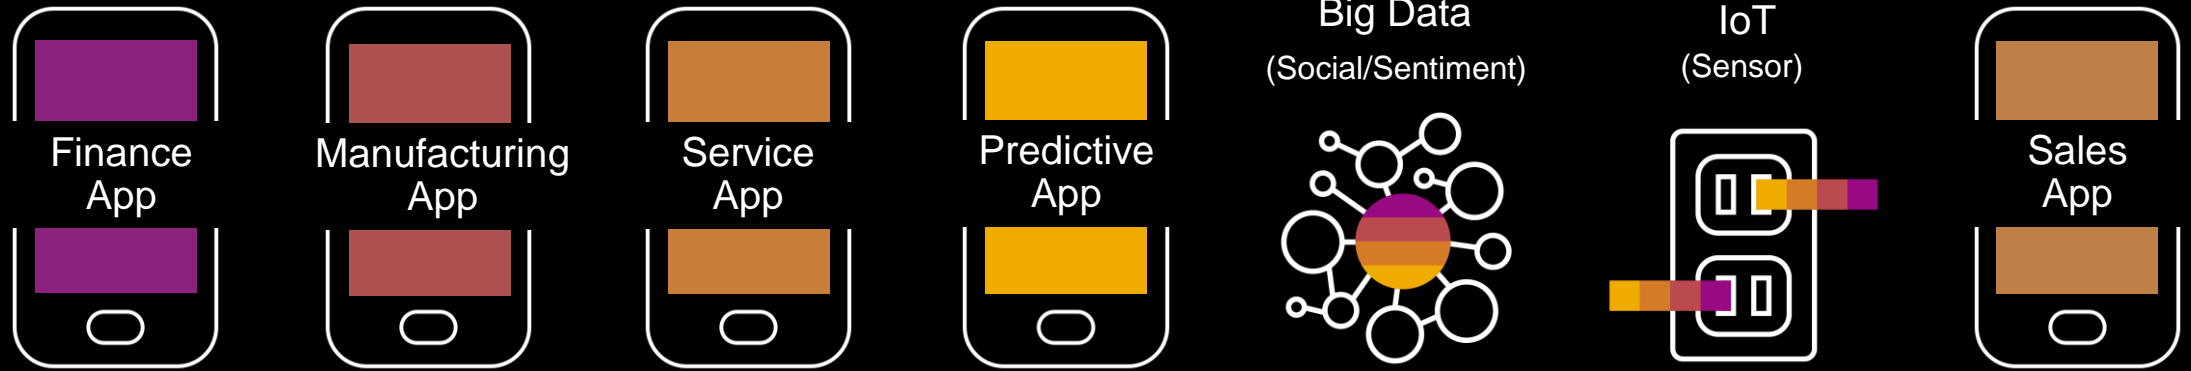 Finance
App
Manufacturing
App
Service
App
Predictive
App
Big Data
(Social/Sentiment)
IoT
(Sensor)
Sales
App